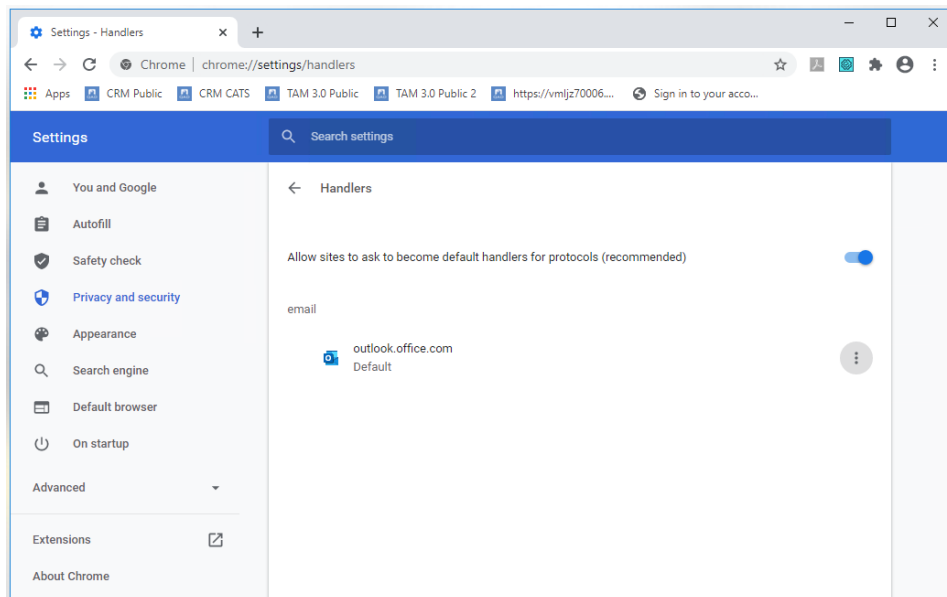 Settings - Handlers
Chrome | chrome://settings/handlers
Apps CRM Public CRM CATS TAM 3.0 Public TAM 3.0 Public 2 https://vmljz70006.... Sign in to your acco...
Settings
Search settings
You and Google
Handlers
Autofill
Safety check
Allow sites to ask to become default handlers for protocols (recommended)
Privacy and security
email
Appearance
outlook.office.com
Default
Search engine
Default browser
On startup
Advanced
Extensions
About Chrome